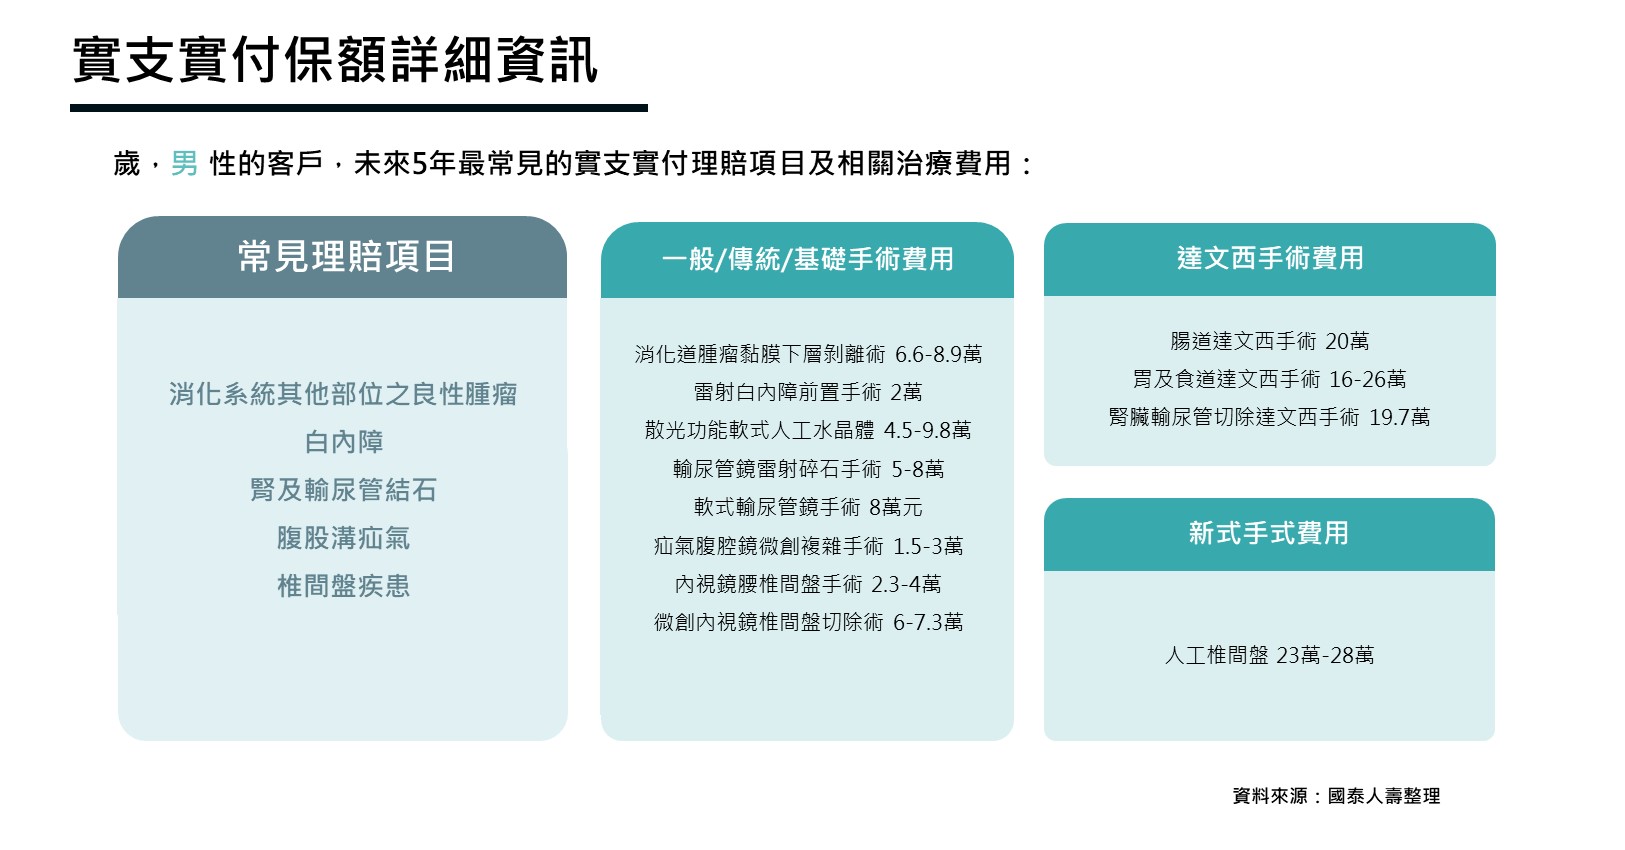 實支實付保額詳細資訊
歲，男 性的客戶，未來5年最常見的實支實付理賠項目及相關治療費用：
常見理賠項目
消化系統其他部位之良性腫瘤
白內障
腎及輸尿管結石
腹股溝疝氣
椎間盤疾患
一般/傳統/基礎手術費用
消化道腫瘤黏膜下層剝離術 6.6-8.9萬
雷射白內障前置手術 2萬
散光功能軟式人工水晶體 4.5-9.8萬
輸尿管鏡雷射碎石手術 5-8萬
軟式輸尿管鏡手術 8萬元
疝氣腹腔鏡微創複雜手術 1.5-3萬
內視鏡腰椎間盤手術 2.3-4萬
微創內視鏡椎間盤切除術 6-7.3萬
達文西手術費用
腸道達文西手術 20萬
胃及食道達文西手術 16-26萬
腎臟輸尿管切除達文西手術 19.7萬
新式手式費用
人工椎間盤 23萬-28萬
資料來源：國泰人壽整理